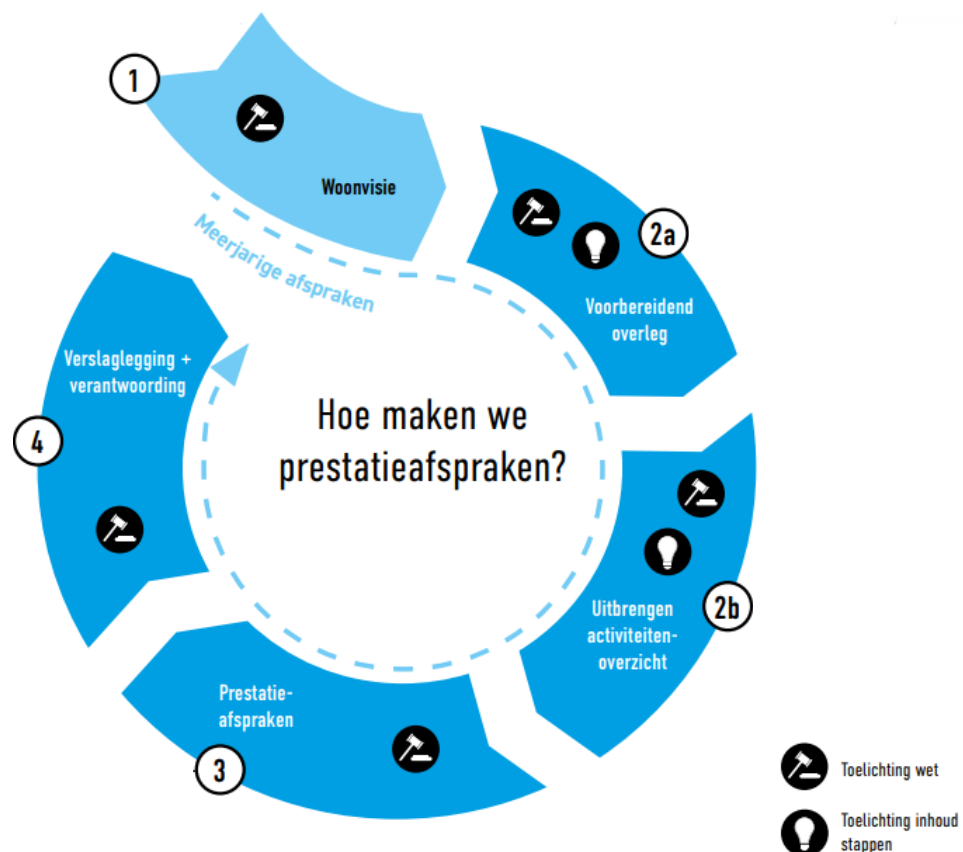 1
Woonvisie
Meerjarige afspraken
2a
Voorbereidend
overleg
Verslaglegging +
verantwoording
4
Hoe maken we
prestatieafspraken?
2b
Uitbrengen
activiteiten-
overzicht
Prestatie-
afspraken
3
Toelichting wet
Toelichting inhoud
stappen